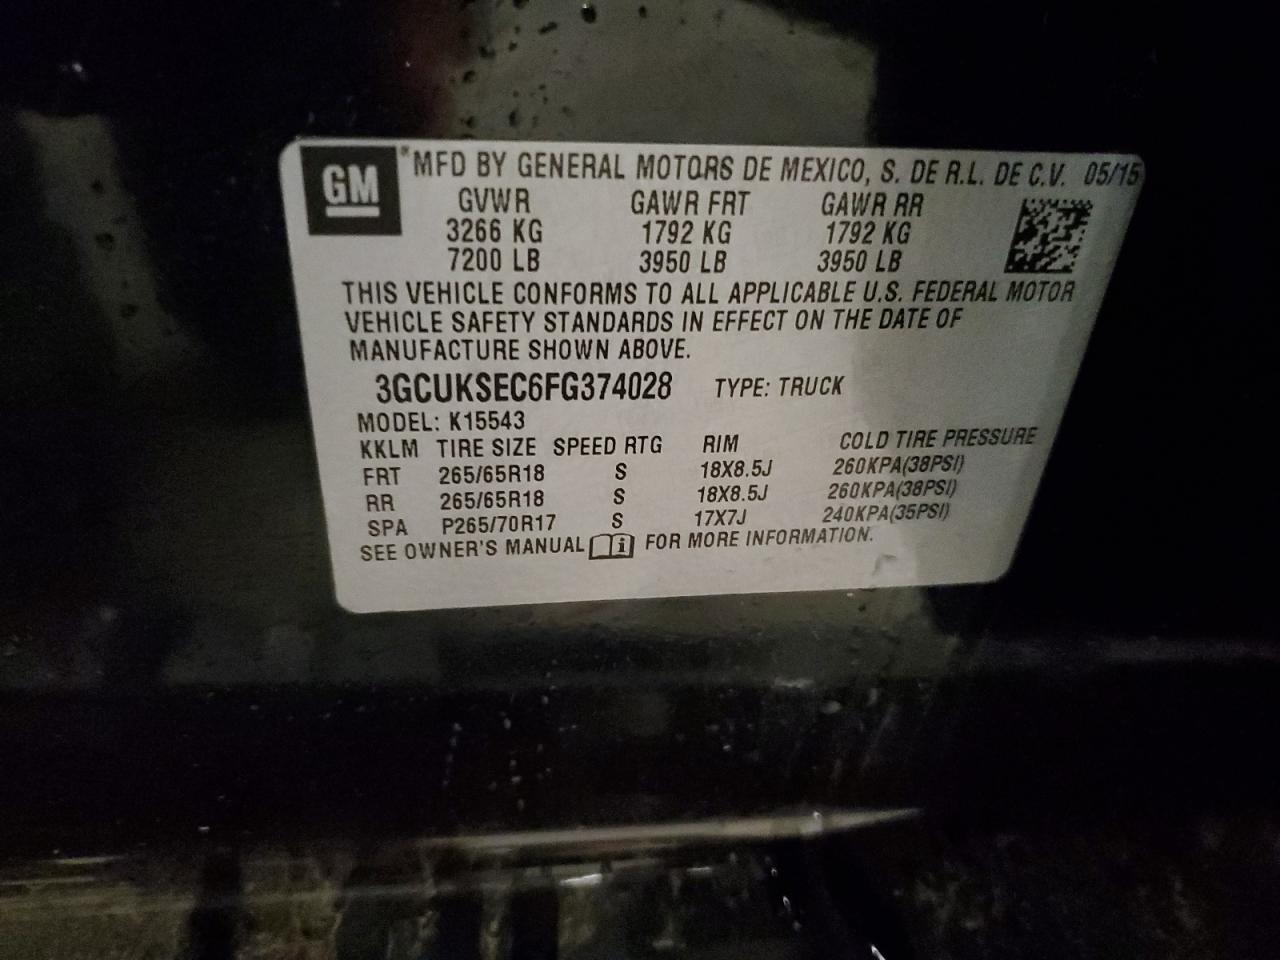 GM *MFD BY GENERAL MOTORS DE MEXICO, S. DE R.L. DE C.V. 05/15
GVWR GAWR FRT GAWR RR
3266 KG 1792 KG 1792 KG
7200 LB 3950 LB 3950 LB
THIS VEHICLE CONFORMS TO ALL APPLICABLE U.S. FEDERAL MOTOR
VEHICLE SAFETY STANDARDS IN EFFECT ON THE DATE OF
MANUFACTURE SHOWN ABOVE.
3GCUKSEC6FG374028 TYPE: TRUCK
MODEL: K15543
KKLM TIRE SIZE SPEED RTG RIM COLD TIRE PRESSURE
FRT 265/65R18 S 18X8.5J 260KPA(38PSI)
RR 265/65R18 S 18X8.5J 260KPA(38PSI)
SPA P265/70R17 S 17X7J 240KPA(35PSI)
SEE OWNER'S MANUAL i FOR MORE INFORMATION.